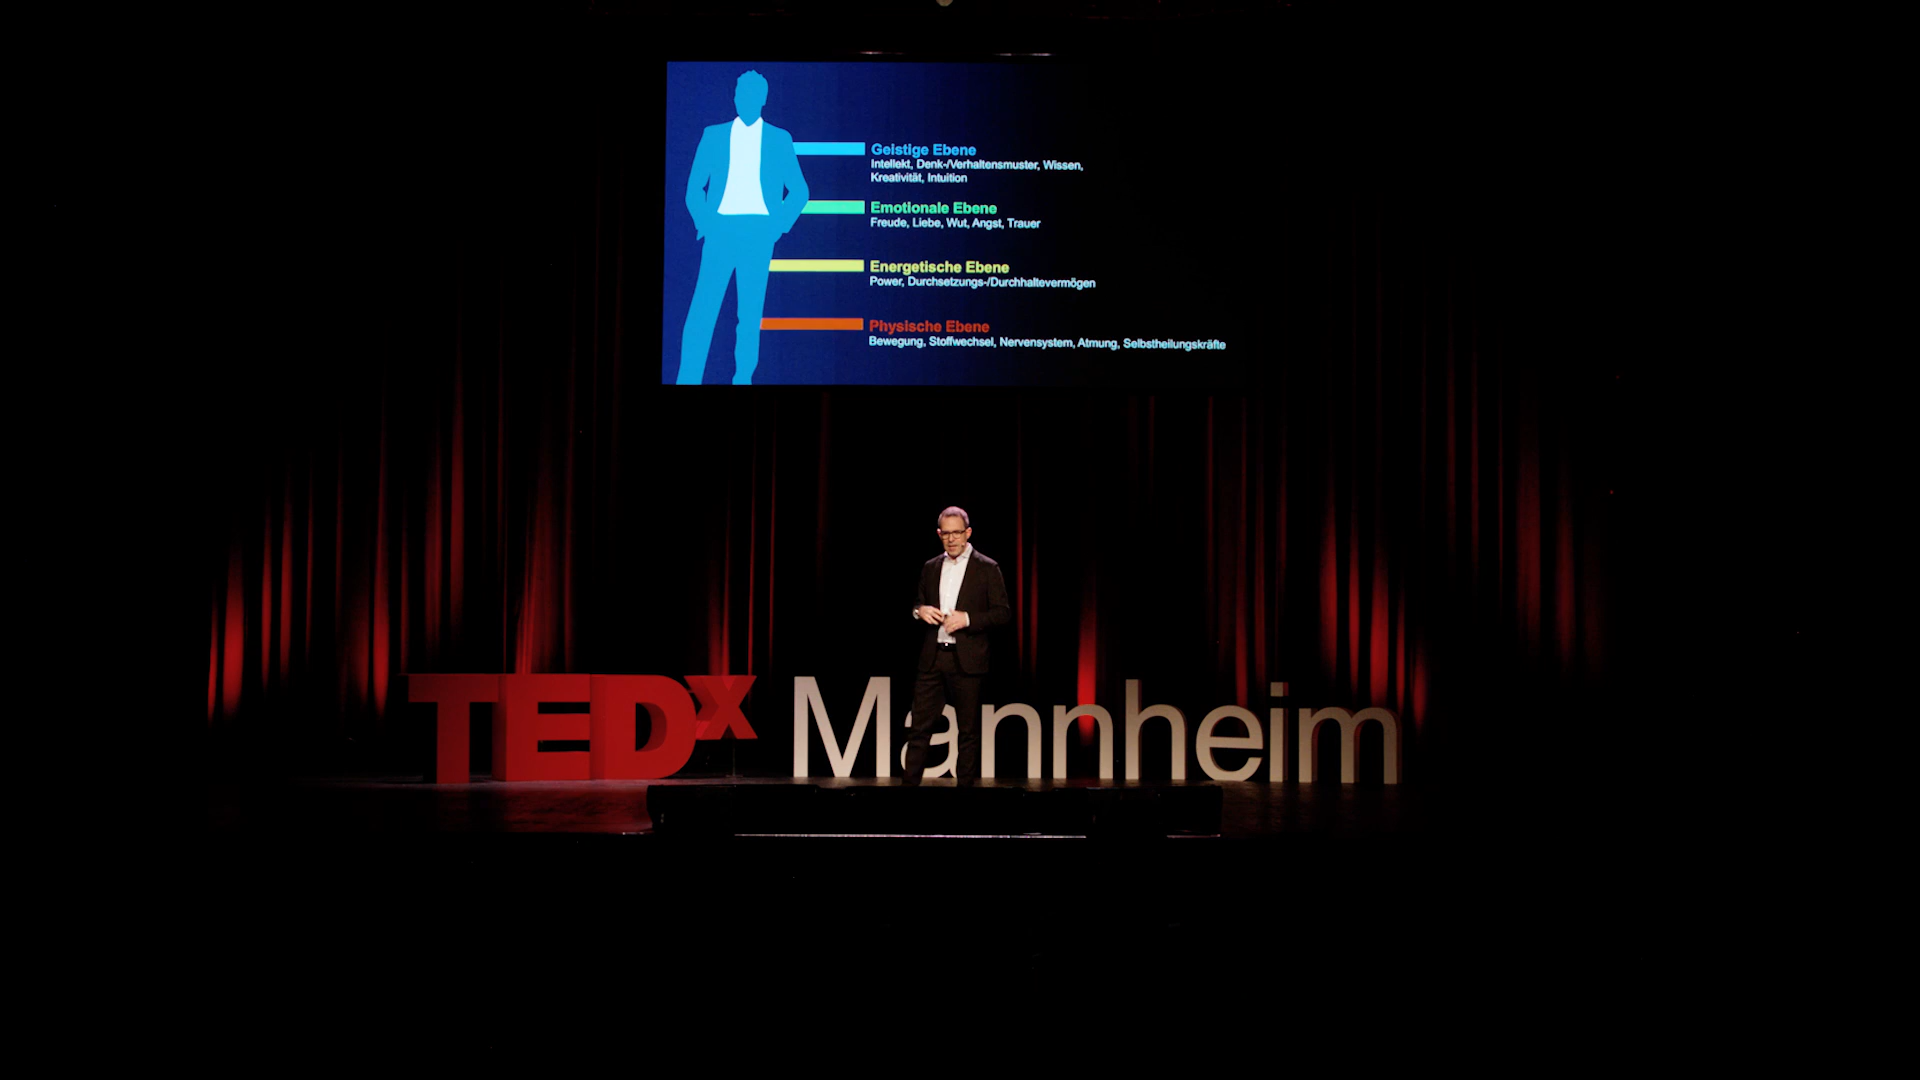 Geistige Ebene
Intellekt, Denk-/Verhaltensmuster, Wissen,
Kreativität, Intuition
Emotionale Ebene
Freude, Liebe, Wut, Angst, Trauer
Energetische Ebene
Power, Durchsetzungs-/Durchhaltevermögen
Physische Ebene
Bewegung, Stoffwechsel, Nervensystem, Atmung, Selbstheilungskräfte
TEDx Mannheim